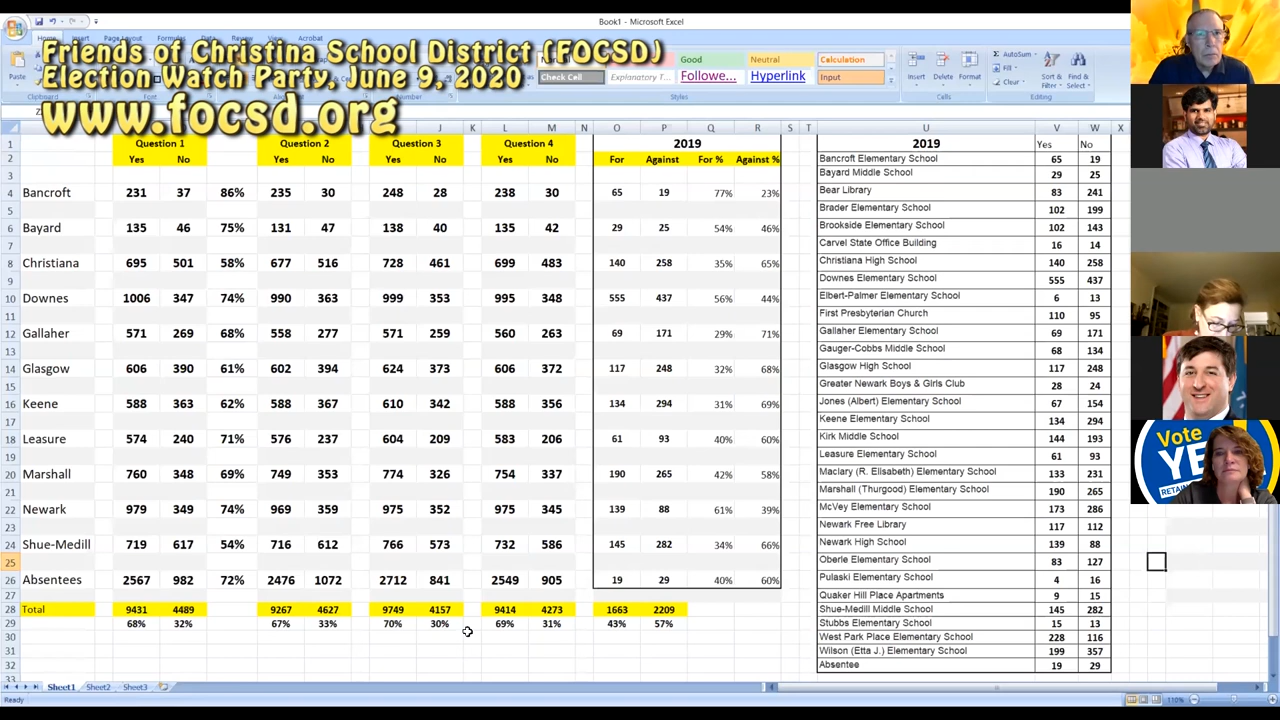 Book1 - Microsoft Excel
Friends of Christina School District (FOCSD)
Election Watch Party, June 9, 2020
www.focsd.org
Acrobat
Paste
Good
Neutral
Calculation
Check Cell
Explanatory T...
Followe...
Hyperlink
Input
Styles
Insert
Delete
Format
Cells
AutoSum
Fill
Clear
Sort & Filter
Find & Select
Editing
J K L M N O P Q R S T U V W X
Question 1 Question 2 Question 3 Question 4 2019
Yes No Yes No Yes No Yes No For Against For % Against %
Bancroft 231 37 86% 235 30 248 28 238 30 65 19 77% 23%
Bayard 135 46 75% 131 47 138 40 135 42 29 25 54% 46%
Christiana 695 501 58% 677 516 728 461 699 483 140 258 35% 65%
Downes 1006 347 74% 990 363 999 353 995 348 555 437 56% 44%
Gallaher 571 269 68% 558 277 571 259 560 263 69 171 29% 71%
Glasgow 606 390 61% 602 394 624 373 606 372 117 248 32% 68%
Keene 588 363 62% 588 367 610 342 588 356 134 294 31% 69%
Leasure 574 240 71% 576 237 604 209 583 206 61 93 40% 60%
Marshall 760 348 69% 749 353 774 326 754 337 190 265 42% 58%
Newark 979 349 74% 969 359 975 352 975 345 139 88 61% 39%
Shue-Medill 719 617 54% 716 612 766 573 732 586 145 282 34% 66%
Absentees 2567 982 72% 2476 1072 2712 841 2549 905 19 29 40% 60%
Total 9431 4489 9267 4627 9749 4157 9414 4273 1663 2209
68% 32% 67% 33% 70% 30% 69% 31% 43% 57%
2019 Yes No
Bancroft Elementary School 65 19
Bayard Middle School 29 25
Bear Library 83 241
Brader Elementary School 102 199
Brookside Elementary School 102 143
Carvel State Office Building 16 14
Christiana High School 140 258
Downes Elementary School 555 437
Elbert-Palmer Elementary School 6 13
First Presbyterian Church 110 95
Gallaher Elementary School 69 171
Gauger-Cobbs Middle School 68 134
Glasgow High School 117 248
Greater Newark Boys & Girls Club 28 24
Jones (Albert) Elementary School 67 154
Keene Elementary School 134 294
Kirk Middle School 144 193
Leasure Elementary School 61 93
Maclary (R. Elisabeth) Elementary School 133 231
Marshall (Thurgood) Elementary School 190 265
McVey Elementary School 173 286
Newark Free Library 117 112
Newark High School 139 88
Oberle Elementary School 83 127
Pulaski Elementary School 4 16
Quaker Hill Place Apartments 9 15
Shue-Medill Middle School 145 282
Stubbs Elementary School 15 13
West Park Place Elementary School 228 116
Wilson (Etta J.) Elementary School 199 357
Absentee 19 29
Vote
YE
RETAIN
Sheet1 Sheet2 Sheet3
Ready
110%